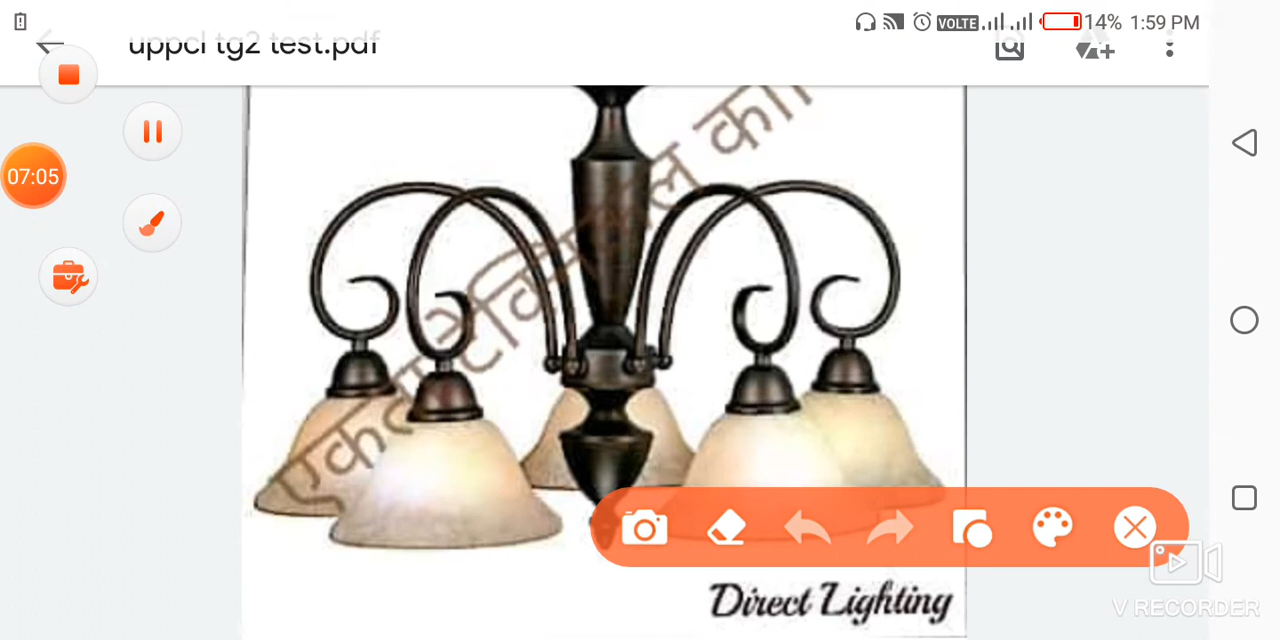 VOLTE 14% 1:59 PM
uppcl tg2 test.pdf
07:05
Direct Lighting
V RECORDER